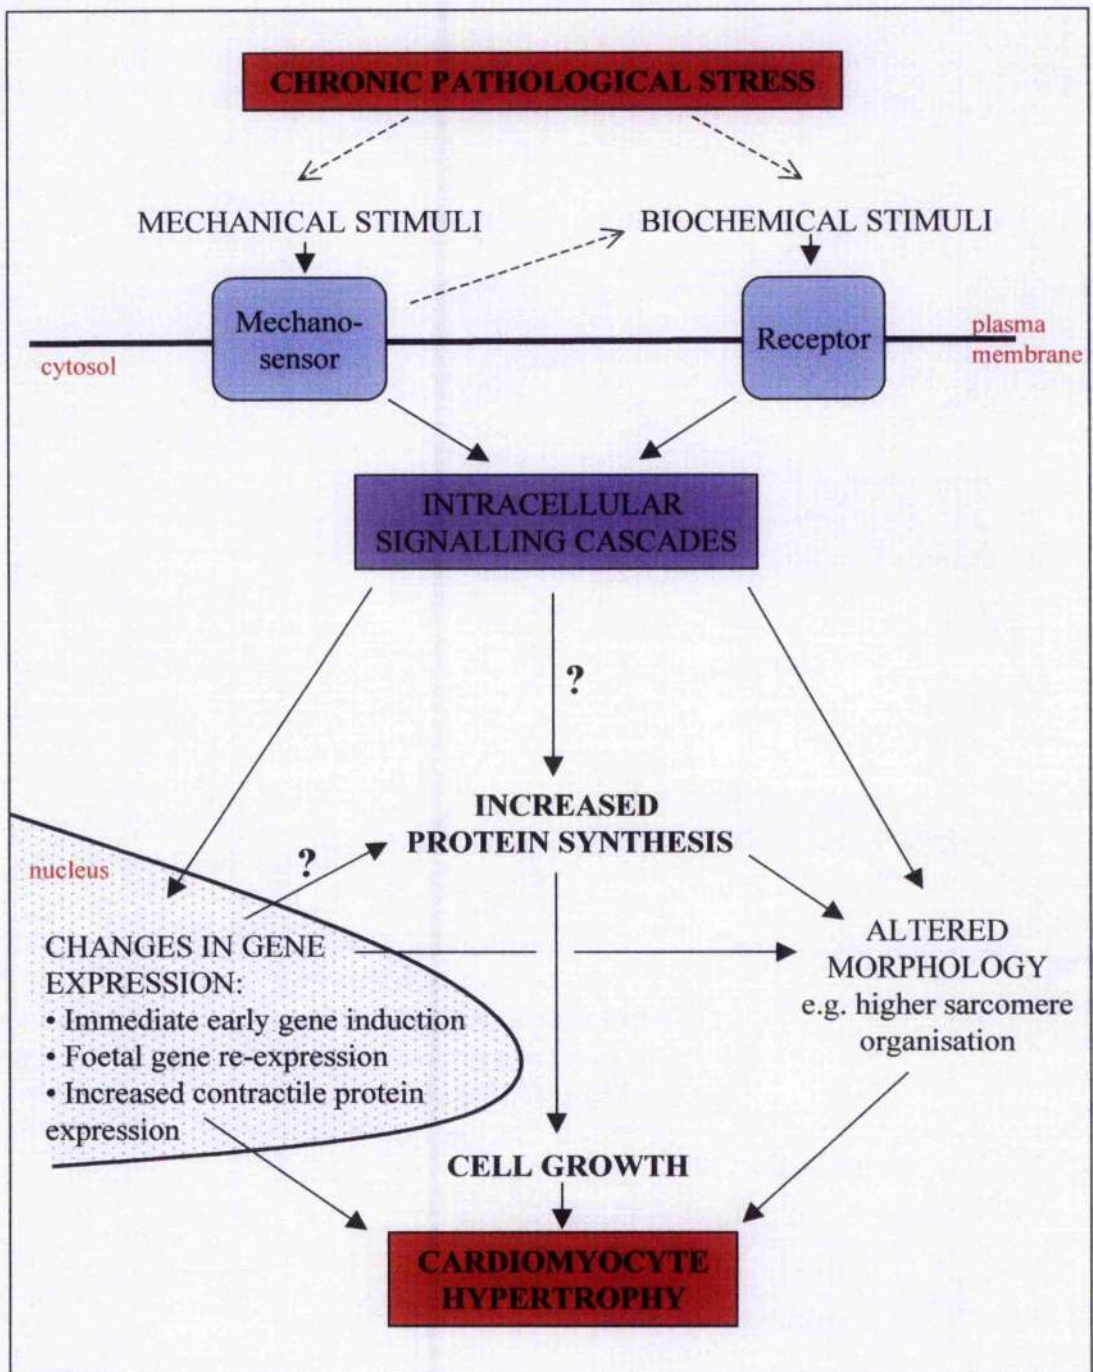 CHRONIC PATHOLOGICAL STRESS
MECHANICAL STIMULI
BIOCHEMICAL STIMULI
Mechano-
sensor
Receptor
plasma
membrane
cytosol
INTRACELLULAR
SIGNALLING CASCADES
?
INCREASED
PROTEIN SYNTHESIS
?
nucleus
CHANGES IN GENE
EXPRESSION:
• Immediate early gene induction
• Foetal gene re-expression
• Increased contractile protein
expression
ALTERED
MORPHOLOGY
e.g. higher sarcomere
organisation
CELL GROWTH
CARDIOMYOCYTE
HYPERTROPHY